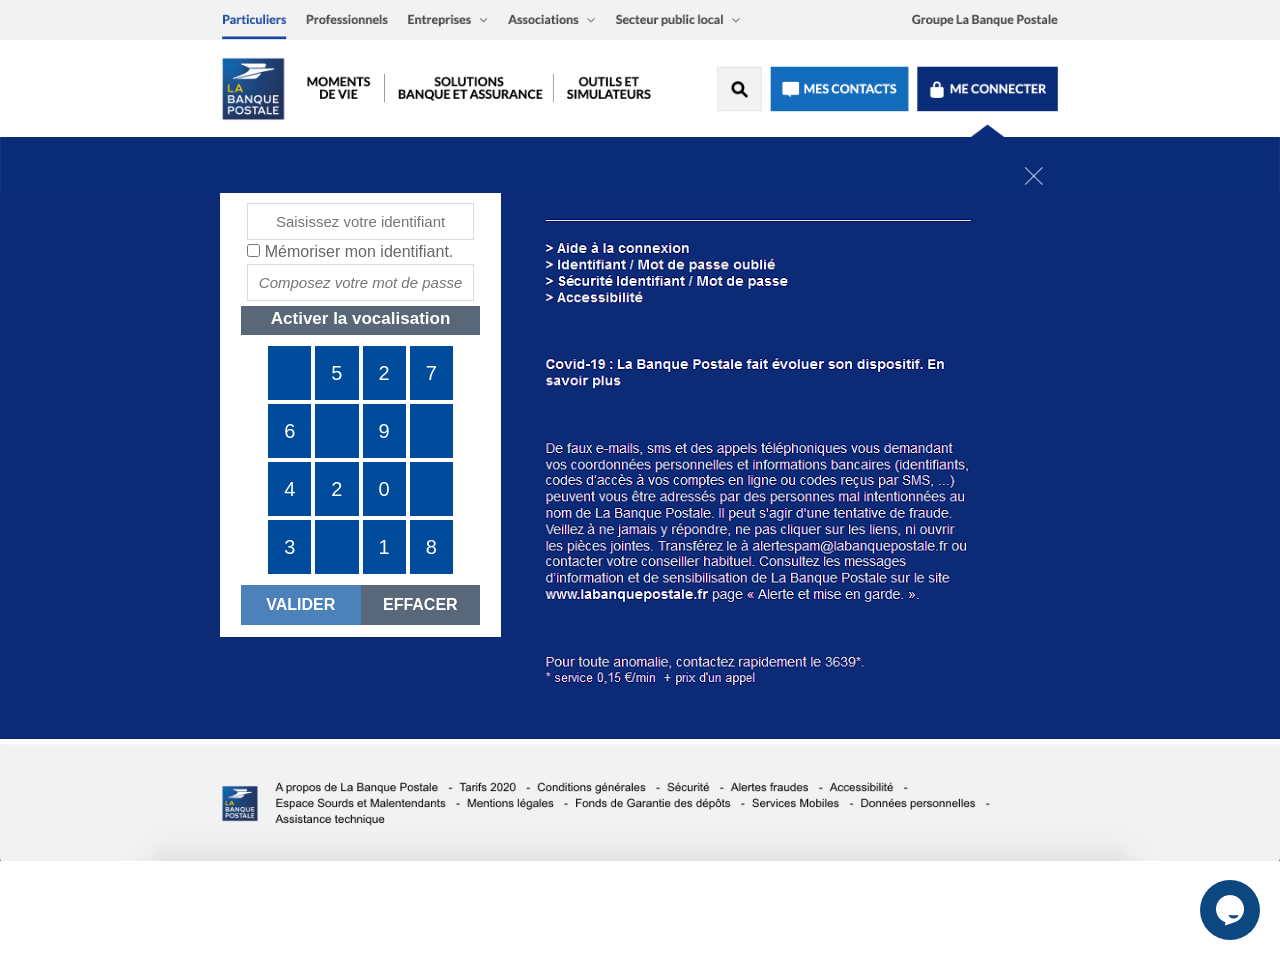 Particuliers Professionnels Entreprises Associations Secteur public local Groupe La Banque Postale
LA
BANQUE
POSTALE
MOMENTS
DE VIE
SOLUTIONS
BANQUE ET ASSURANCE
OUTILS ET
SIMULATEURS
MES CONTACTS
ME CONNECTER
Saisissez votre identifiant
Mémoriser mon identifiant.
Composez votre mot de passe
Activer la vocalisation
5 2 7
6 9
4 2 0
3 1 8
VALIDER EFFACER
> Aide à la connexion
> Identifiant / Mot de passe oublié
> Sécurité Identifiant / Mot de passe
> Accessibilité
Covid-19 : La Banque Postale fait évoluer son dispositif. En
savoir plus
De faux e-mails, sms et des appels téléphoniques vous demandant
vos coordonnées personnelles et informations bancaires (identifiants,
codes d'accès à vos comptes en ligne ou codes reçus par SMS, ...)
peuvent vous être adressés par des personnes mal intentionnées au
nom de La Banque Postale. Il peut s'agir d'une tentative de fraude.
Veillez à ne jamais y répondre, ne pas cliquer sur les liens, ni ouvrir
les pièces jointes. Transférez le à alertespam@labanquepostale.fr ou
contacter votre conseiller habituel. Consultez les messages
d'information et de sensibilisation de La Banque Postale sur le site
www.labanquepostale.fr page « Alerte et mise en garde. ».
Pour toute anomalie, contactez rapidement le 3639*.
* service 0,15 €/min + prix d'un appel
LA
BANQUE
POSTALE
A propos de La Banque Postale - Tarifs 2020 - Conditions générales - Sécurité - Alertes fraudes - Accessibilité -
Espace Sourds et Malentendants - Mentions légales - Fonds de Garantie des dépôts - Services Mobiles - Données personnelles -
Assistance technique